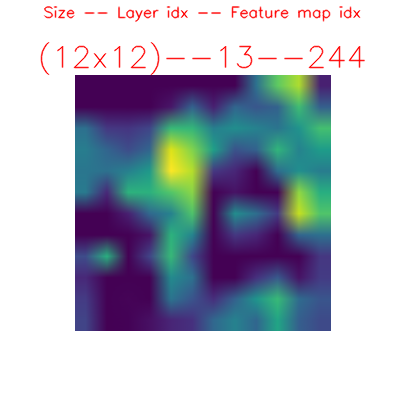 Size -- Layer idx -- Feature map idx
(12x12)--13--244